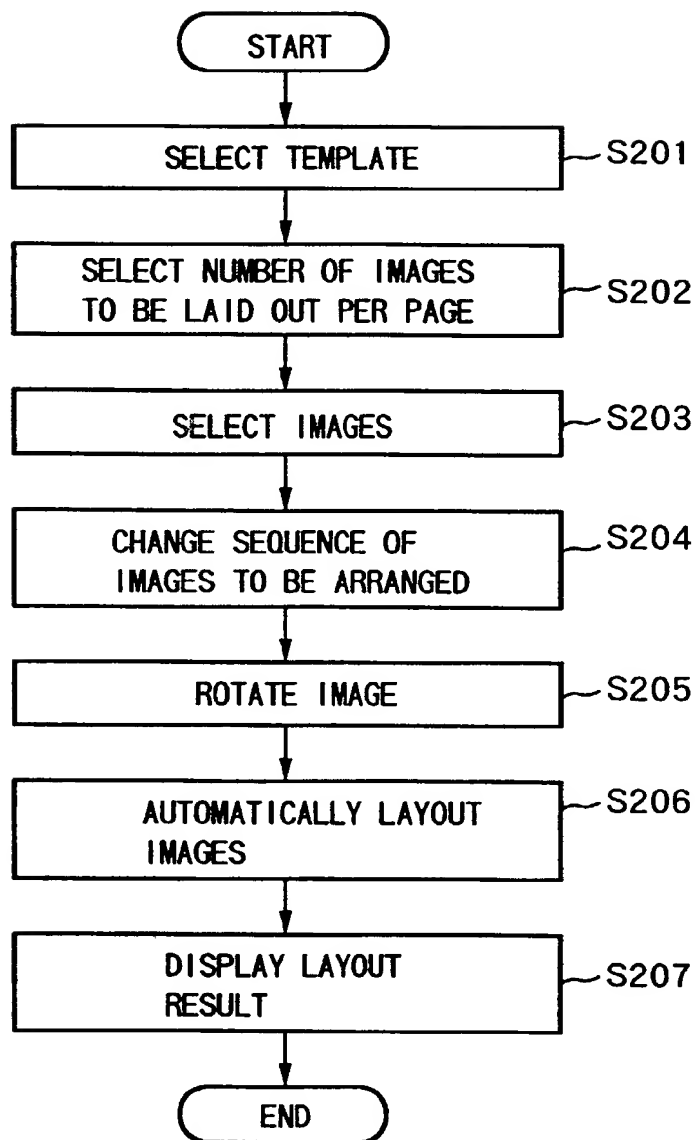 START
SELECT TEMPLATE
S201
SELECT NUMBER OF IMAGES
TO BE LAID OUT PER PAGE
S202
SELECT IMAGES
S203
CHANGE SEQUENCE OF
IMAGES TO BE ARRANGED
S204
ROTATE IMAGE
S205
AUTOMATICALLY LAYOUT
IMAGES
S206
DISPLAY LAYOUT
RESULT
S207
END